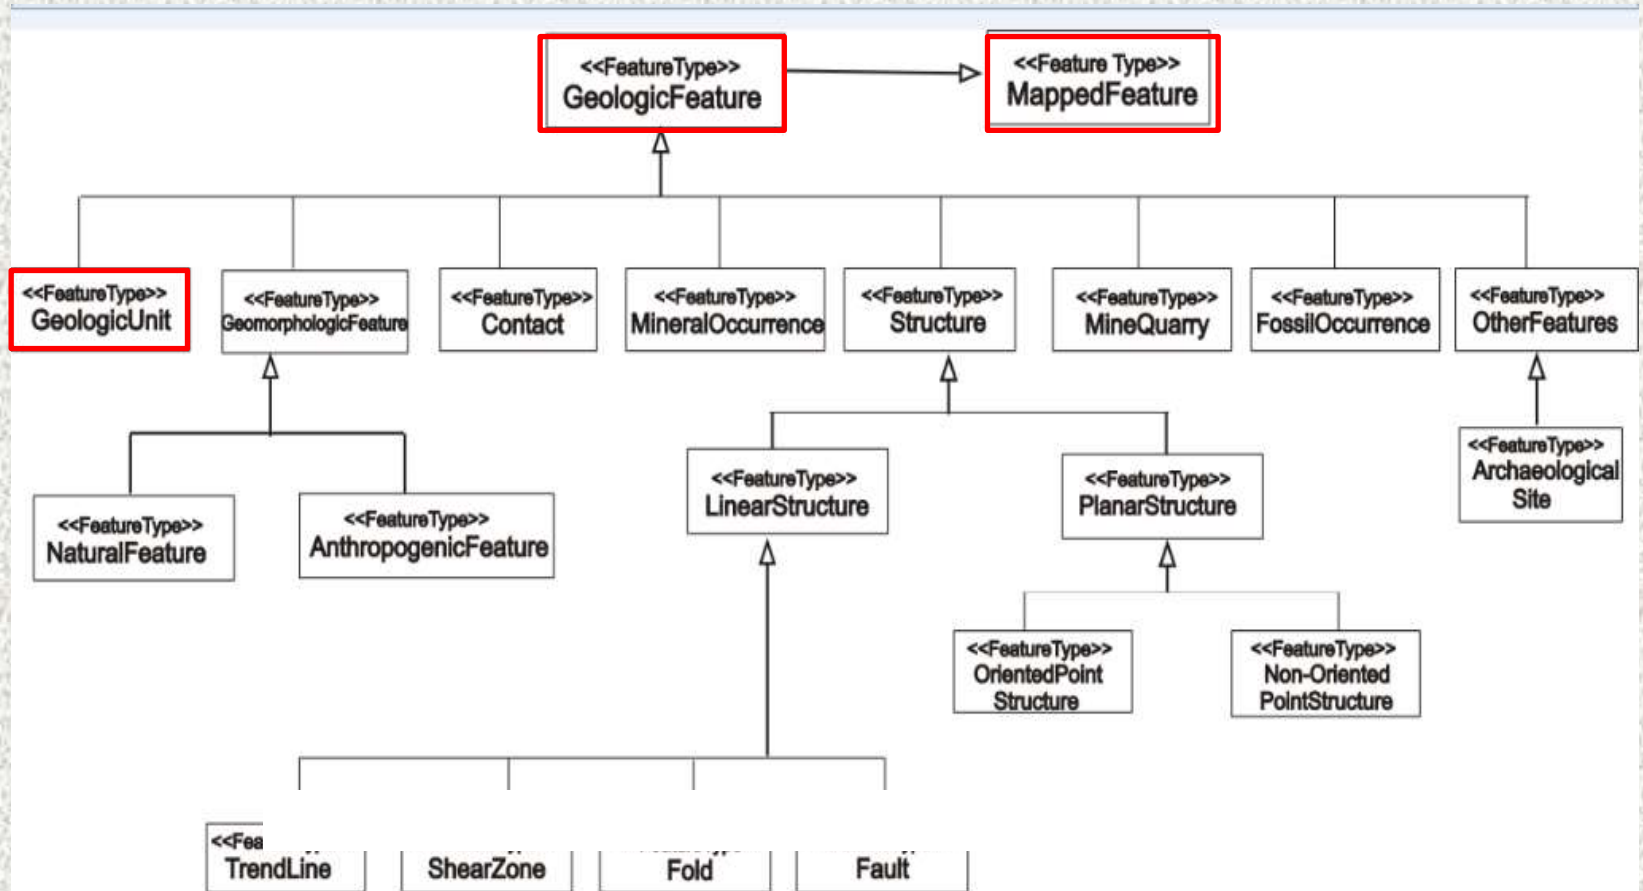 <<FeatureType>>
GeologicFeature
<<Feature Type>>
MappedFeature
<<FeatureType>>
GeologicUnit
<<FeatureType>>
GeomorphologicFeature
<<FeatureType>>
Contact
<<FeatureType>>
MineralOccurrence
<<FeatureType>>
Structure
<<FeatureType>>
MineQuarry
<<FeatureType>>
FossilOccurrence
<<FeatureType>>
OtherFeatures
<<FeatureType>>
NaturalFeature
<<FeatureType>>
AnthropogenicFeature
<<FeatureType>>
LinearStructure
<<FeatureType>>
PlanarStructure
<<FeatureType>>
Archaeological
Site
<<FeatureType>>
OrientedPoint
Structure
<<FeatureType>>
Non-Oriented
PointStructure
<<Fea
TrendLine
ShearZone
Fold
Fault